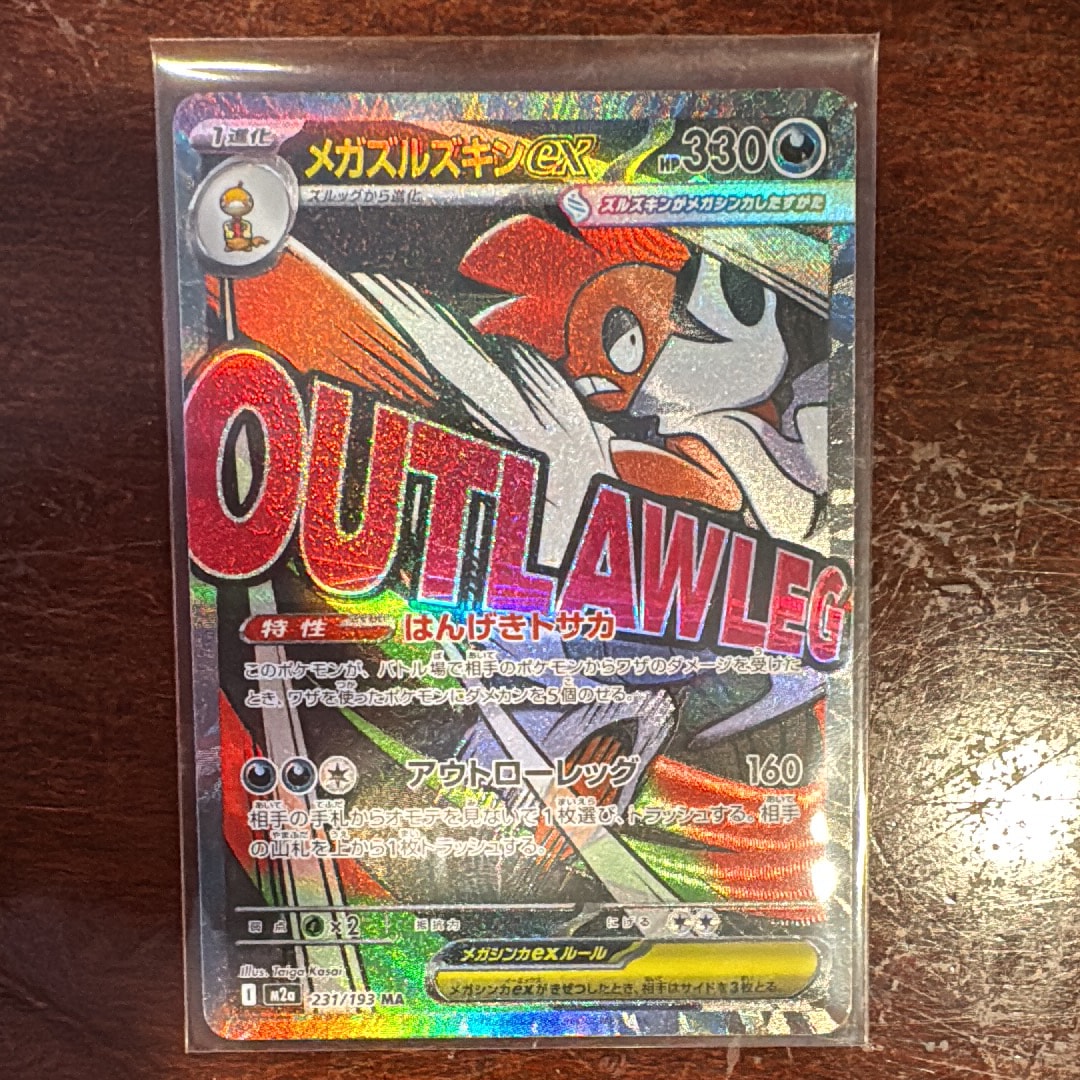 1進化
メガズルズキンex
HP330
ズルッグから進化
ズルズキンがメガシンカしたすがた
OUTLAWLEG
特性 はんげきトサカ
このポケモンが、バトル場で相手のポケモンからワザのダメージを受けた
とき、ワザを使ったポケモンにダメカンを5個のせる。
アウトローレッグ 160
相手の手札からオモテを見ないで1枚選び、トラッシュする。相手
の山札を上から1枚トラッシュする。
弱点 ×2 抵抗力 にげる
メガシンカexルール
メガシンカexがきぜつしたとき、相手はサイドを3枚とる。
Illus. Taiga Kasai
I M2a 231/193 MA